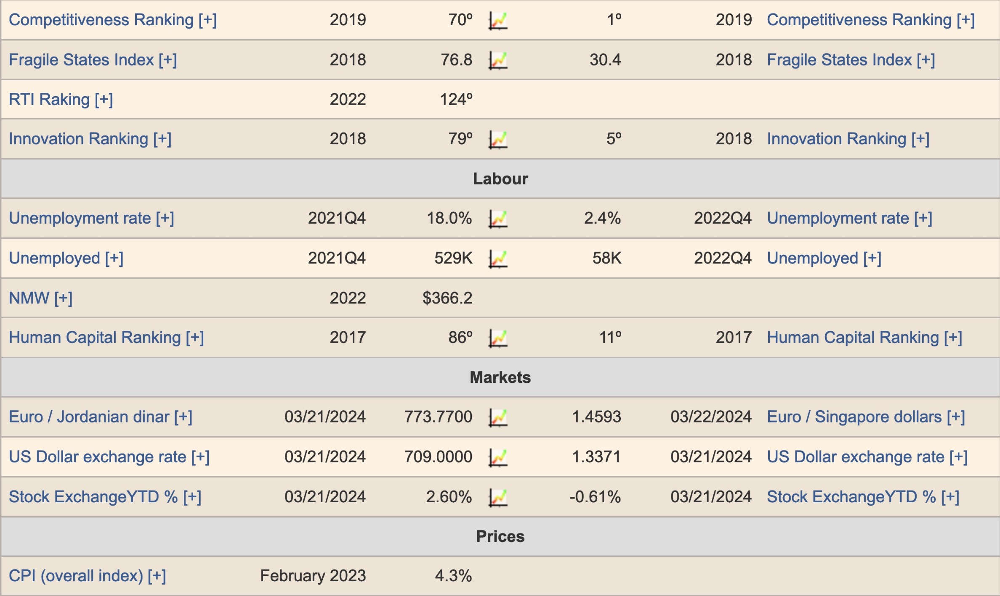 Competitiveness Ranking [+] 2019 70º 1º 2019 Competitiveness Ranking [+]
Fragile States Index [+] 2018 76.8 30.4 2018 Fragile States Index [+]
RTI Raking [+] 2022 124º
Innovation Ranking [+] 2018 79º 5º 2018 Innovation Ranking [+]
Labour
Unemployment rate [+] 2021Q4 18.0% 2.4% 2022Q4 Unemployment rate [+]
Unemployed [+] 2021Q4 529K 58K 2022Q4 Unemployed [+]
NMW [+] 2022 $366.2
Human Capital Ranking [+] 2017 86º 11º 2017 Human Capital Ranking [+]
Markets
Euro / Jordanian dinar [+] 03/21/2024 773.7700 1.4593 03/22/2024 Euro / Singapore dollars [+]
US Dollar exchange rate [+] 03/21/2024 709.0000 1.3371 03/21/2024 US Dollar exchange rate [+]
Stock ExchangeYTD % [+] 03/21/2024 2.60% -0.61% 03/21/2024 Stock ExchangeYTD % [+]
Prices
CPI (overall index) [+] February 2023 4.3%